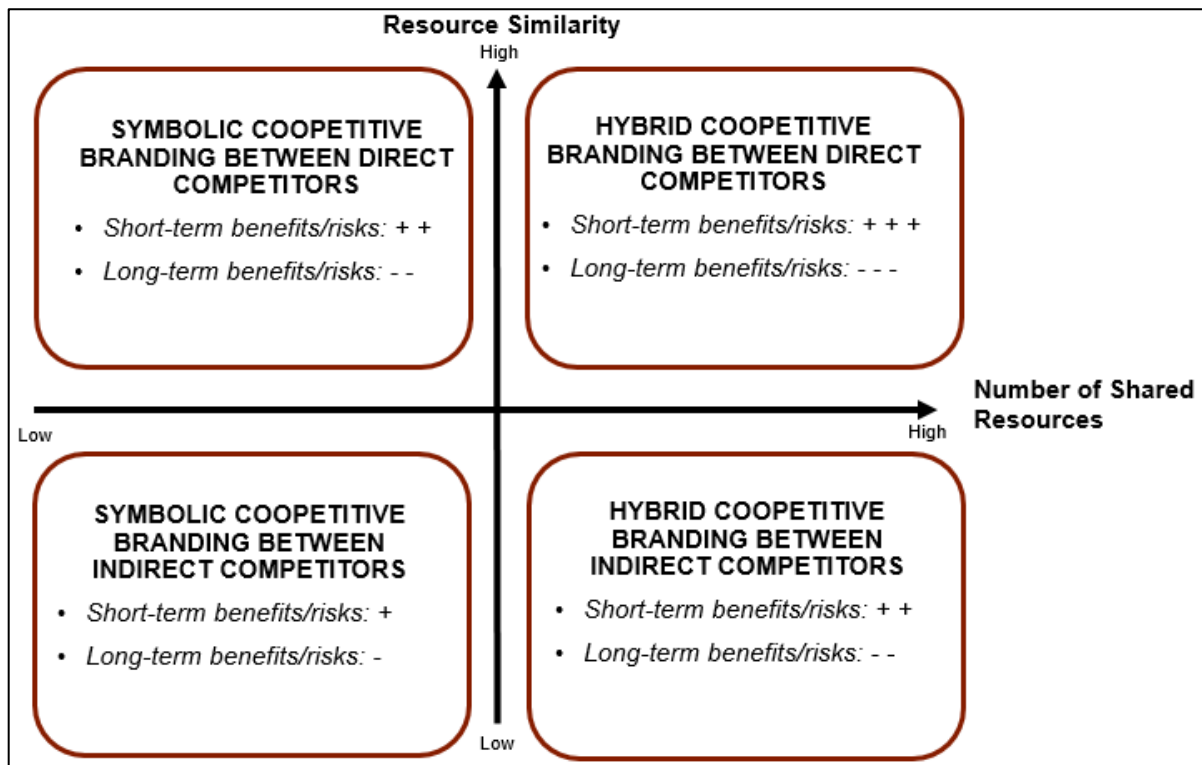 Resource Similarity
High
SYMBOLIC COOPETITIVE
BRANDING BETWEEN DIRECT
COMPETITORS
• Short-term benefits/risks: + +
• Long-term benefits/risks: - -
HYBRID COOPETITIVE
BRANDING BETWEEN DIRECT
COMPETITORS
• Short-term benefits/risks: + + +
• Long-term benefits/risks: - - -
Number of Shared
Resources
Low
High
SYMBOLIC COOPETITIVE
BRANDING BETWEEN
INDIRECT COMPETITORS
• Short-term benefits/risks: +
• Long-term benefits/risks: -
HYBRID COOPETITIVE
BRANDING BETWEEN
INDIRECT COMPETITORS
• Short-term benefits/risks: + +
• Long-term benefits/risks: - -
Low